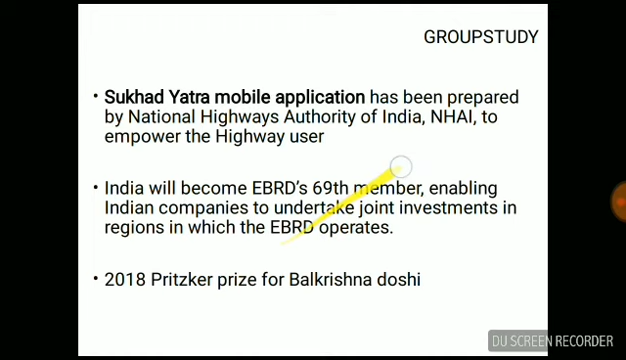 GROUPSTUDY
• Sukhad Yatra mobile application has been prepared
by National Highways Authority of India, NHAI, to
empower the Highway user
• India will become EBRD's 69th member, enabling
Indian companies to undertake joint investments in
regions in which the EBRD operates.
• 2018 Pritzker prize for Balkrishna doshi
DU SCREEN RECORDER